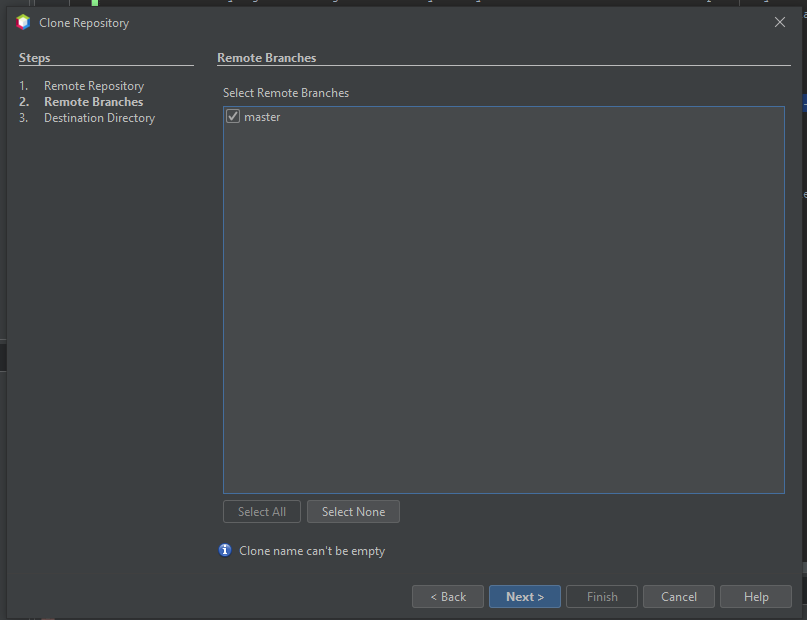 Clone Repository
Steps
1. Remote Repository
2. Remote Branches
3. Destination Directory
Remote Branches
Select Remote Branches
master
Select All
Select None
Clone name can't be empty
< Back
Next >
Finish
Cancel
Help